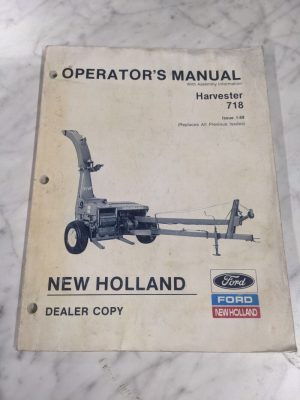 OPERATOR'S MANUAL
With Assembly Information
Harvester
718
Issue 1-88
(Replaces All Previous Issues)
NEW HOLLAND
DEALER COPY
Ford
FORD
NEW HOLLAND